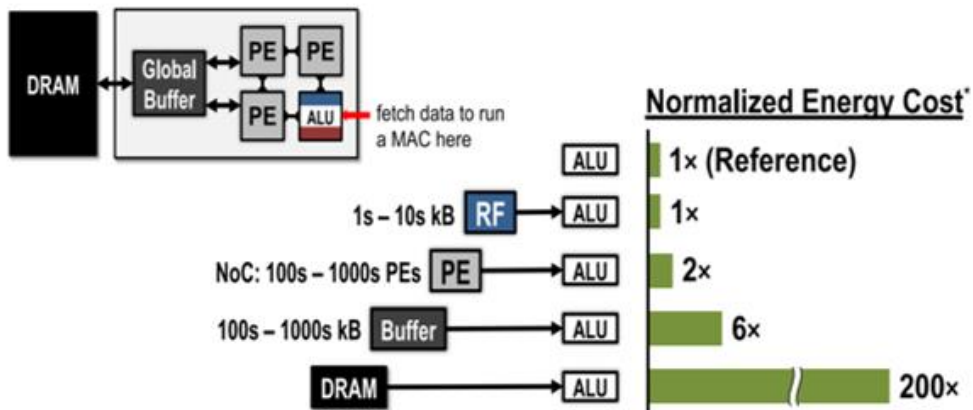 DRAM
Global
Buffer
PE PE
PE ALU
fetch data to run
a MAC here
Normalized Energy Cost*
ALU 1× (Reference)
1s – 10s kB RF ALU 1×
NoC: 100s – 1000s PEs PE ALU 2×
100s – 1000s kB Buffer ALU 6×
DRAM ALU 200×